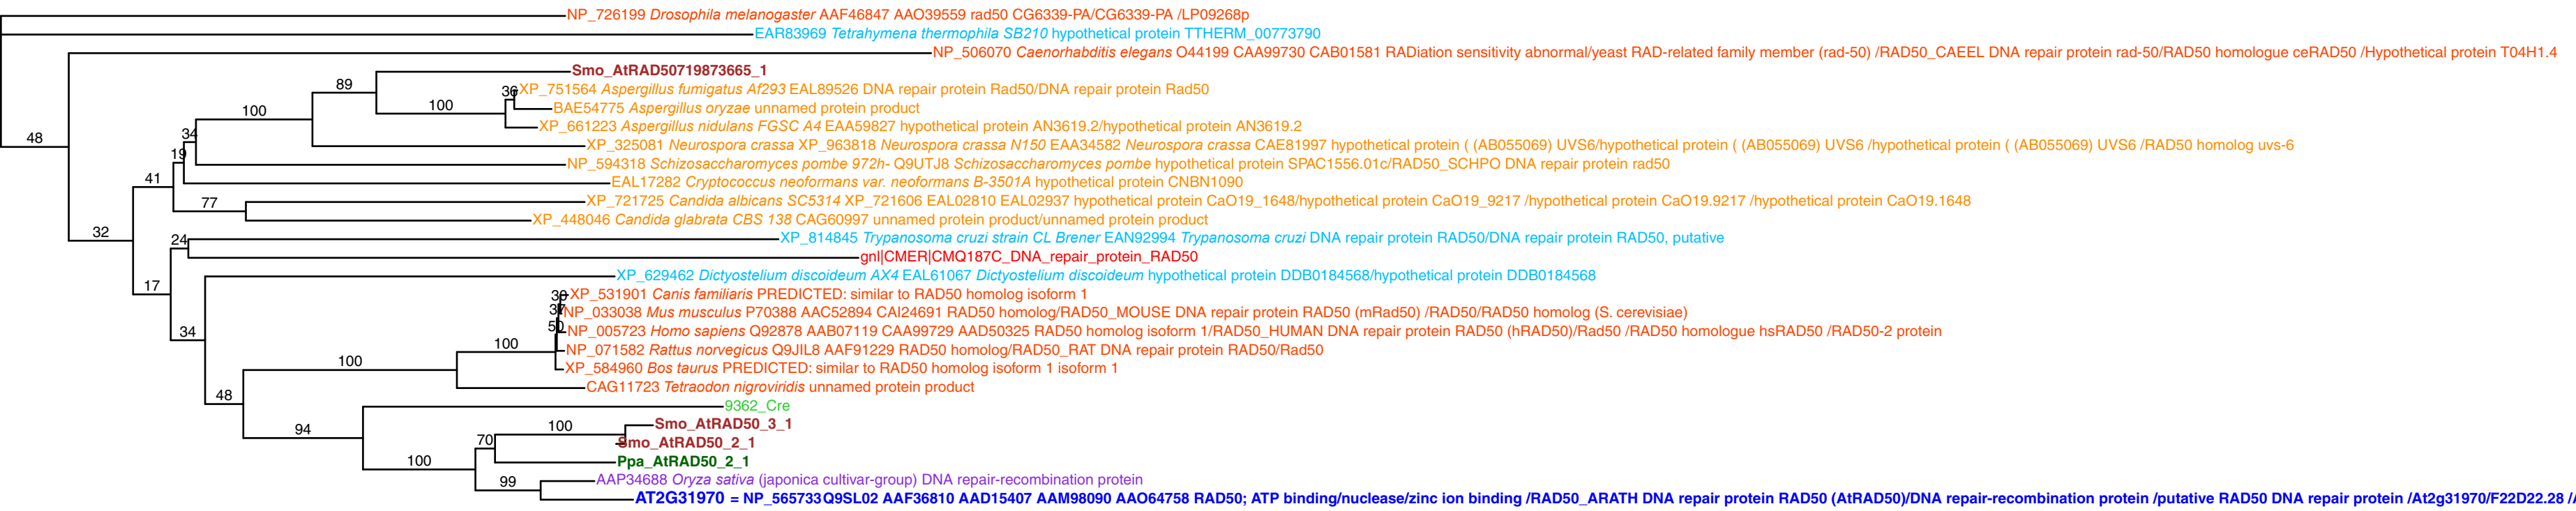 NP_726199 Drosophila melanogaster AAF46847 AAO39559 rad50 CG6339-PA/CG6339-PA /LP09268p
EAR83969 Tetrahymena thermophila SB210 hypothetical protein TTHERM_00773790
NP_506070 Caenorhabditis elegans O44199 CAA99730 CAB01581 RADiation sensitivity abnormal/yeast RAD-related family member (rad-50) /RAD50_CAEEL DNA repair protein rad-50/RAD50 homologue ceRAD50 /Hypothetical protein T04H1.4
Smo_AtRAD50719873665_1
89
36 XP_751564 Aspergillus fumigatus Af293 EAL89526 DNA repair protein Rad50/DNA repair protein Rad50
100 100 BAE54775 Aspergillus oryzae unnamed protein product
XP_661223 Aspergillus nidulans FGSC A4 EAA59827 hypothetical protein AN3619.2/hypothetical protein AN3619.2
48 34 XP_325081 Neurospora crassa XP_963818 Neurospora crassa N150 EAA34582 Neurospora crassa CAE81997 hypothetical protein ( (AB055069) UVS6/hypothetical protein ( (AB055069) UVS6 /hypothetical protein ( (AB055069) UVS6 /RAD50 homolog uvs-6
19 XP_594318 Schizosaccharomyces pombe 972h- Q9UTJ8 Schizosaccharomyces pombe hypothetical protein SPAC1556.01c/RAD50_SCHPO DNA repair protein rad50
41 EAL17282 Cryptococcus neoformans var. neoformans B-3501A hypothetical protein CNBN1090
77 XP_721725 Candida albicans SC5314 XP_721606 EAL02810 EAL02937 hypothetical protein CaO19_1648/hypothetical protein CaO19_9217 /hypothetical protein CaO19.9217 /hypothetical protein CaO19.1648
XP_448046 Candida glabrata CBS 138 CAG60997 unnamed protein product/unnamed protein product
32 24 XP_814845 Trypanosoma cruzi strain CL Brener EAN92994 Trypanosoma cruzi DNA repair protein RAD50/DNA repair protein RAD50, putative
gnl|CMER|CMQ187C_DNA_repair_protein_RAD50
17 XP_629462 Dictyostelium discoideum AX4 EAL61067 Dictyostelium discoideum hypothetical protein DDB0184568/hypothetical protein DDB0184568
XP_531901 Canis familiaris PREDICTED: similar to RAD50 homolog isoform 1
37 NP_033038 Mus musculus P70388 AAC52894 CAI24691 RAD50 homolog/RAD50_MOUSE DNA repair protein RAD50 (mRad50) /RAD50/RAD50 homolog (S. cerevisiae)
34 50 NP_005723 Homo sapiens Q92878 AAB07119 CAA99729 AAD50325 RAD50 homolog isoform 1/RAD50_HUMAN DNA repair protein RAD50 (hRAD50)/Rad50 /RAD50 homologue hsRAD50 /RAD50-2 protein
100 NP_071582 Rattus norvegicus Q9JIL8 AAF91229 RAD50 homolog/RAD50_RAT DNA repair protein RAD50/Rad50
100 XP_584960 Bos taurus PREDICTED: similar to RAD50 homolog isoform 1 isoform 1
CAG11723 Tetraodon nigroviridis unnamed protein product
48 9362_Cre
94 100 Smo_AtRAD50_3_1
70 Smo_AtRAD50_2_1
100 Ppa_AtRAD50_2_1
99 AAP34688 Oryza sativa (japonica cultivar-group) DNA repair-recombination protein
AT2G31970 = NP_565733Q9SL02 AAF36810 AAD15407 AAM98090 AAO64758 RAD50; ATP binding/nuclease/zinc ion binding /RAD50_ARATH DNA repair protein RAD50 (AtRAD50)/DNA repair-recombination protein /putative RAD50 DNA repair protein /At2g31970/F22D22.28